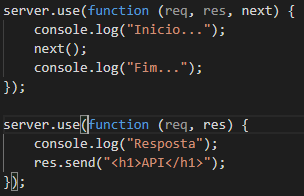 server.use(function (req, res, next) {
    console.log("Inicio...");
    next();
    console.log("Fim...");
});

server.use(function (req, res) {
    console.log("Resposta");
    res.send("<h1>API</h1>");
});